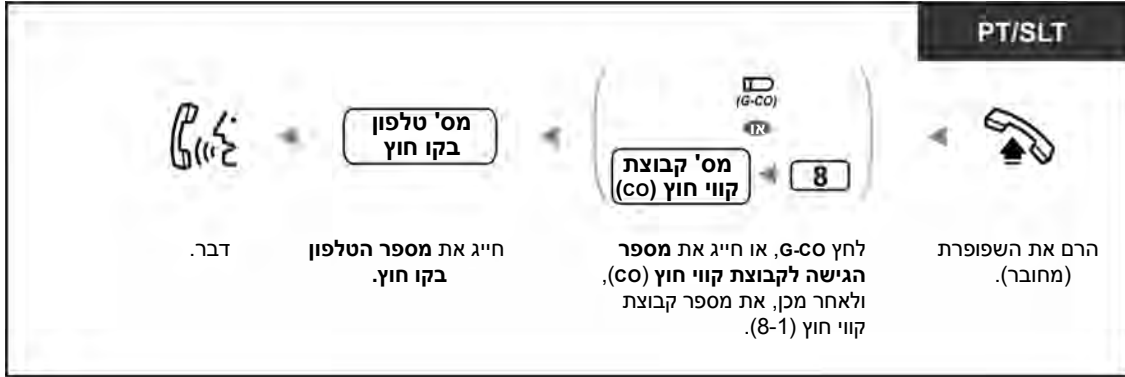 PT/SLT
(G-CO)
או
8
מס' קבוצת
קווי חוץ (CO)
מס' טלפון
בקו חוץ
הרם את השפופרת
(מחובר).
לחץ G-CO, או חייג את מספר
הגישה לקבוצת קווי חוץ (CO),
ולאחר מכן, את מספר קבוצת
קווי חוץ (8-1).
חייג את מספר הטלפון
בקו חוץ.
דבר.